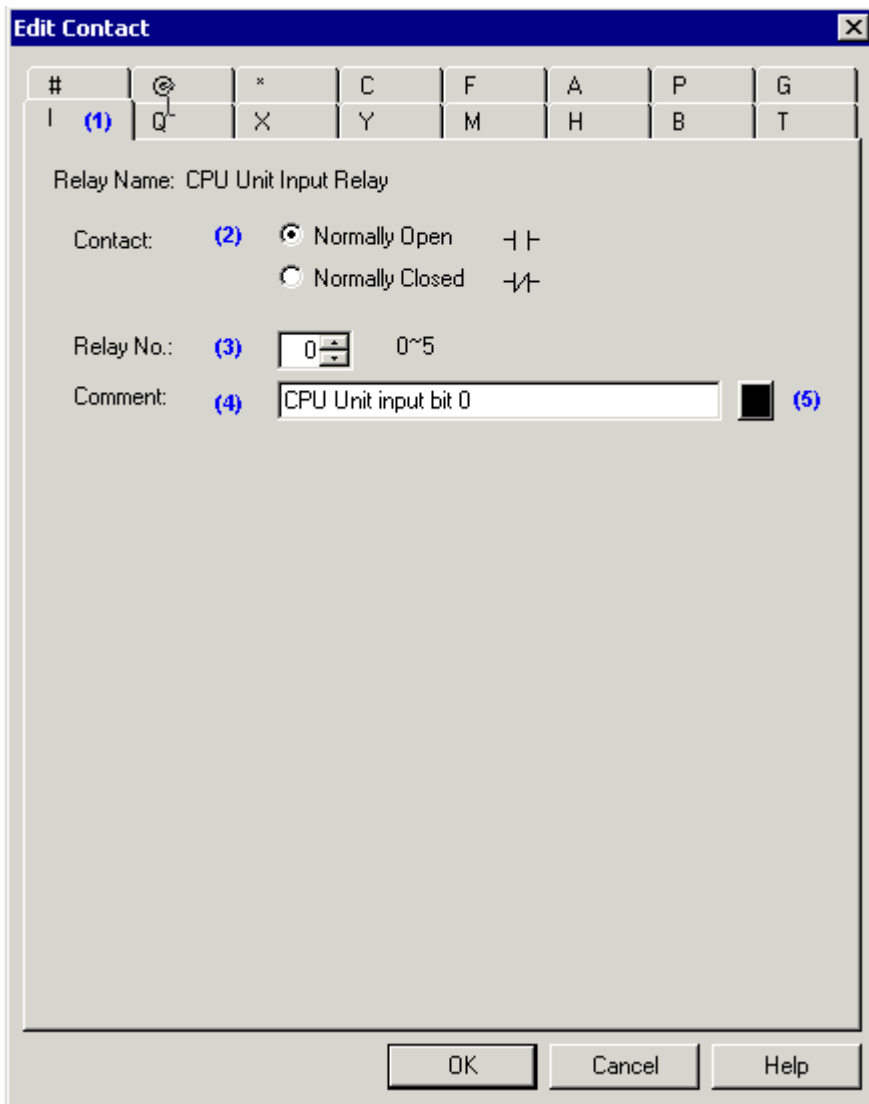 Edit Contact
# @ * C F A P G
I (1) Q X Y M H B T
Relay Name: CPU Unit Input Relay
Contact: (2) Normally Open
Normally Closed
Relay No.: (3) 0 0~5
Comment: (4) CPU Unit input bit 0 (5)
OK Cancel Help